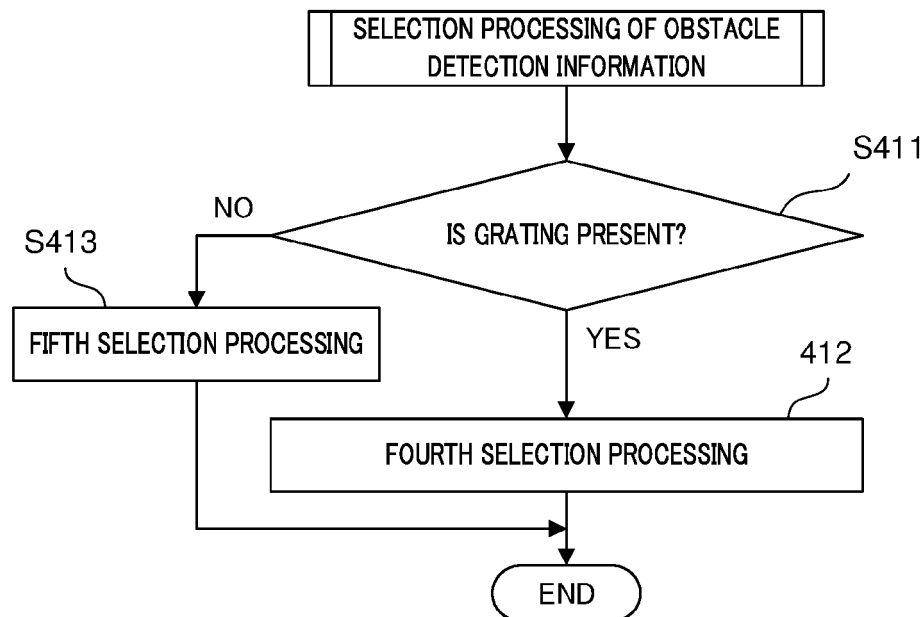 SELECTION PROCESSING OF OBSTACLE
DETECTION INFORMATION
S411
IS GRATING PRESENT?
NO
S413
FIFTH SELECTION PROCESSING
YES
412
FOURTH SELECTION PROCESSING
END